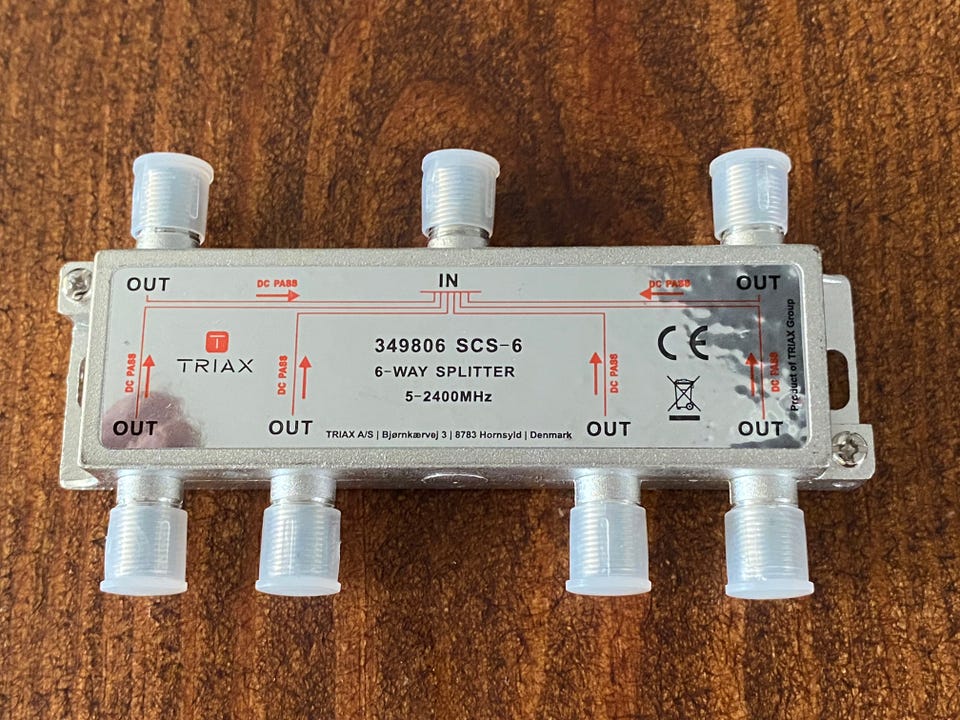 OUT
DC PASS
IN
DC PASS
OUT
T
TRIAX
349806 SCS-6
6-WAY SPLITTER
5-2400MHz
CE
DC PASS
DC PASS
DC PASS
DC PASS
Product of TRIAX Group
OUT
OUT
TRIAX A/S | Bjørnkærvej 3 | 8783 Hornsyld | Denmark
OUT
OUT